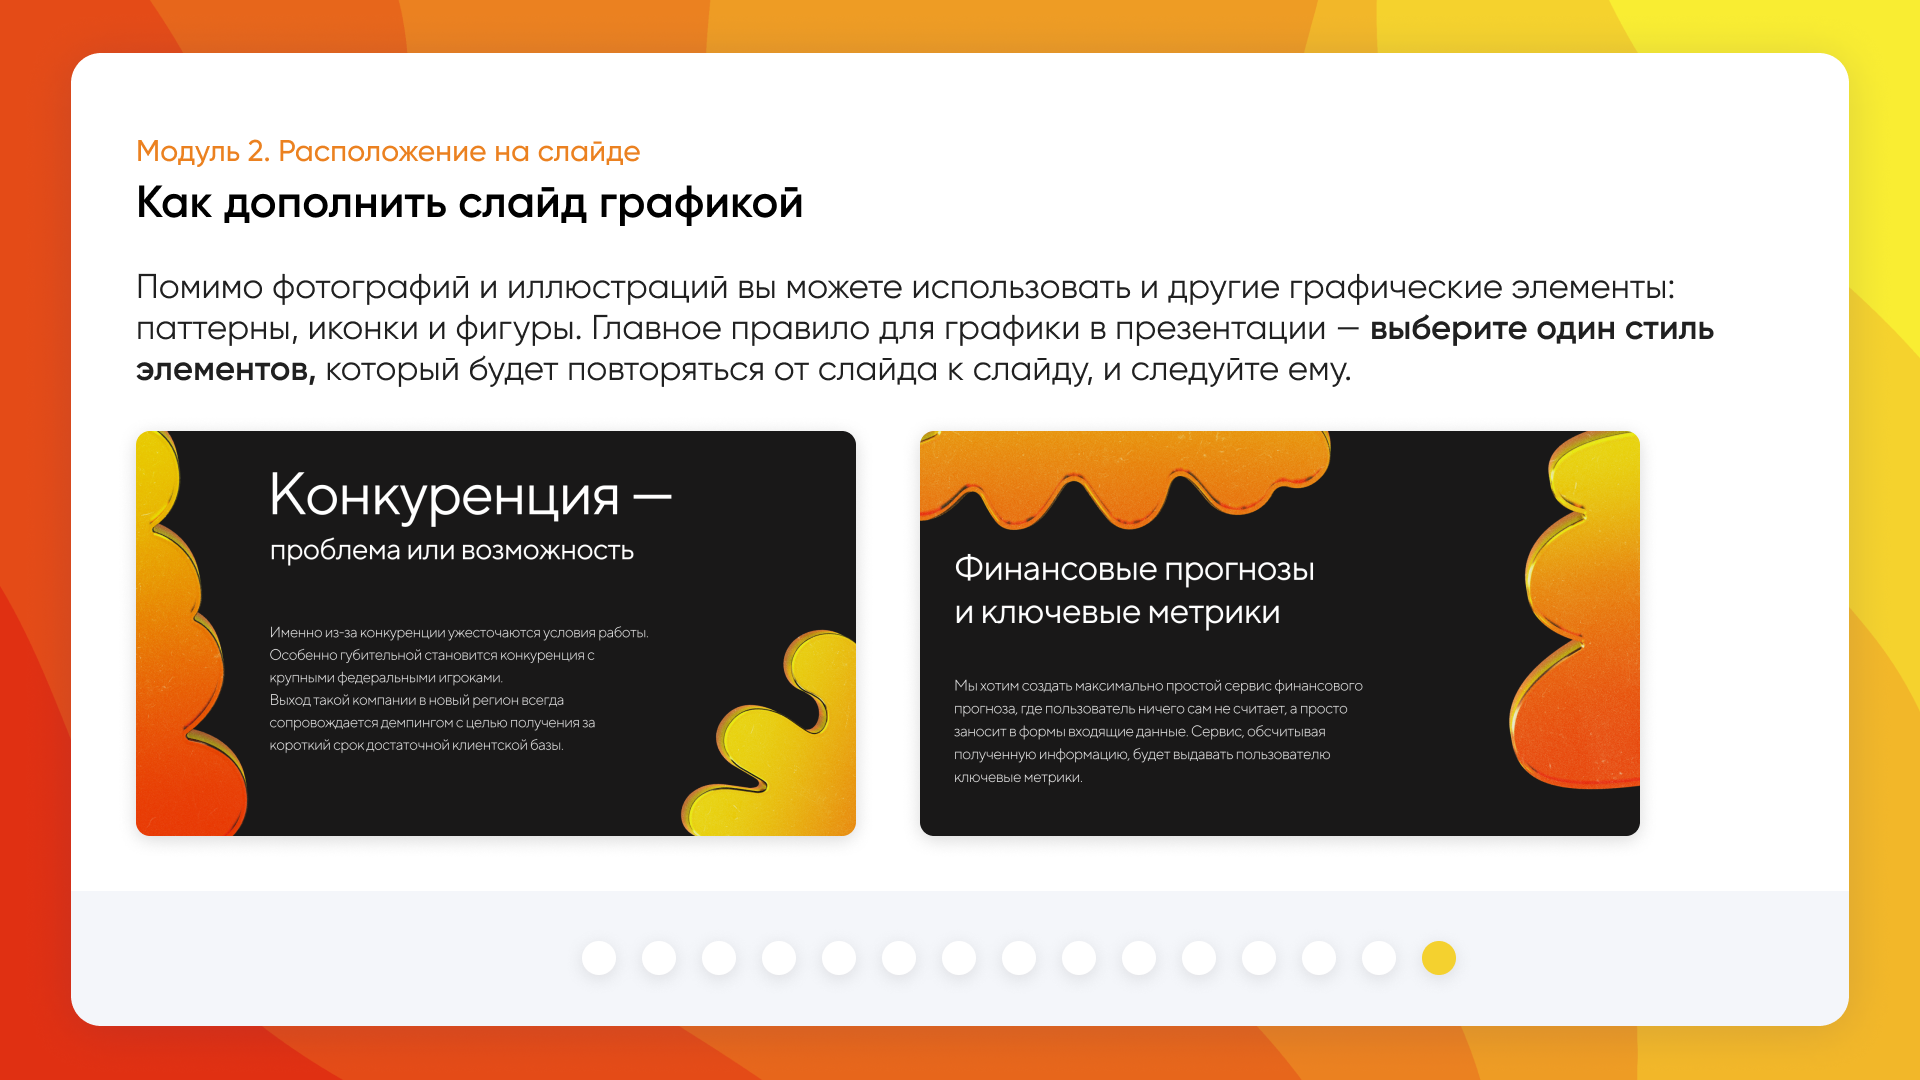 Модуль 2. Расположение на слайде
Как дополнить слайд графикой
Помимо фотографий и иллюстраций вы можете использовать и другие графические элементы:
паттерны, иконки и фигуры. Главное правило для графики в презентации — выберите один стиль
элементов, который будет повторяться от слайда к слайду, и следуйте ему.
Конкуренция —
проблема или возможность
Именно из-за конкуренции ужесточаются условия работы.
Особенно губительной становится конкуренция с
крупными федеральными игроками.
Выход такой компании в новый регион всегда
сопровождается демпингом с целью получения за
короткий срок достаточной клиентской базы.
Финансовые прогнозы
и ключевые метрики
Мы хотим создать максимально простой сервис финансового
прогноза, где пользователь ничего сам не считает, а просто
заносит в формы входящие данные. Сервис, обсчитывая
полученную информацию, будет выдавать пользователю
ключевые метрики.